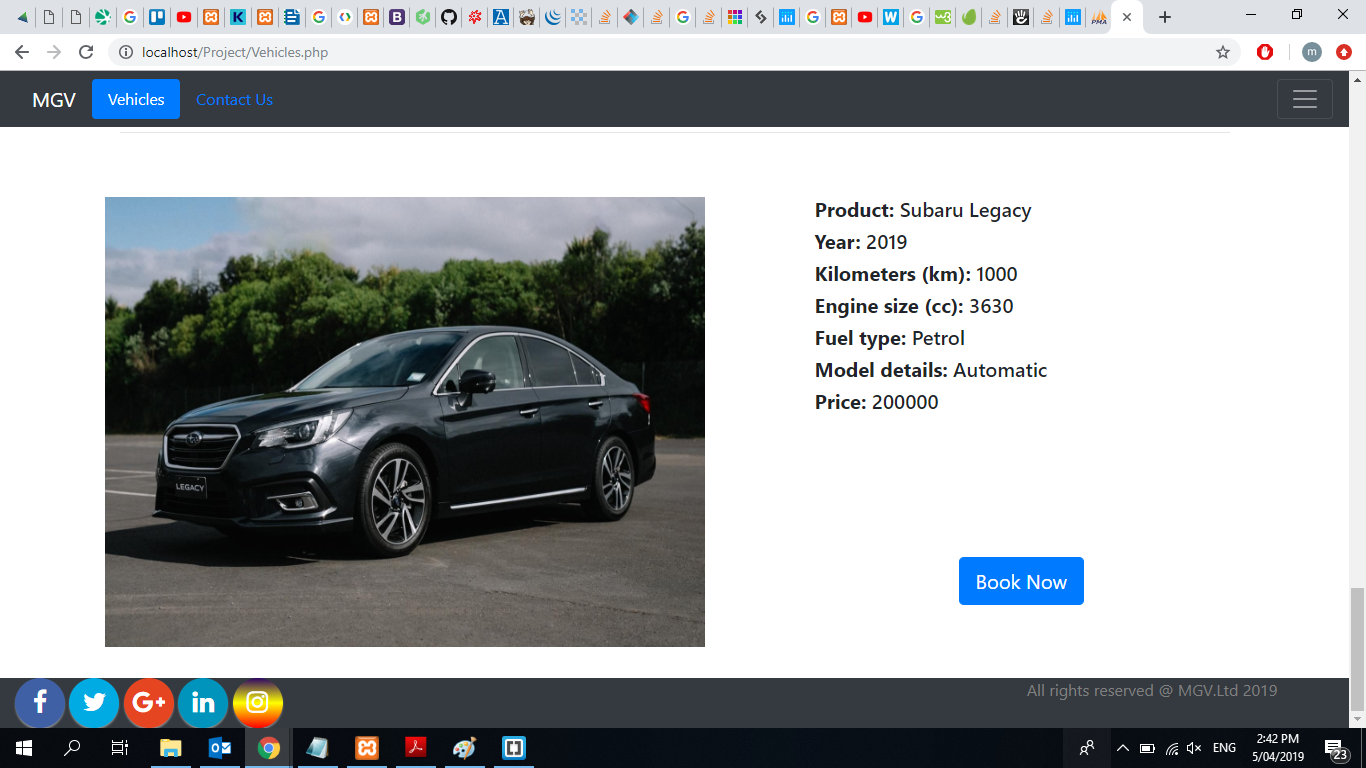 localhost/Project/Vehicles.php
m
MGV Vehicles Contact Us
Product: Subaru Legacy
Year: 2019
Kilometers (km): 1000
Engine size (cc): 3630
Fuel type: Petrol
Model details: Automatic
Price: 200000
LEGACY
Book Now
All rights reserved @ MGV.Ltd 2019
f G+ in
ENG
2:42 PM
5/04/2019
23